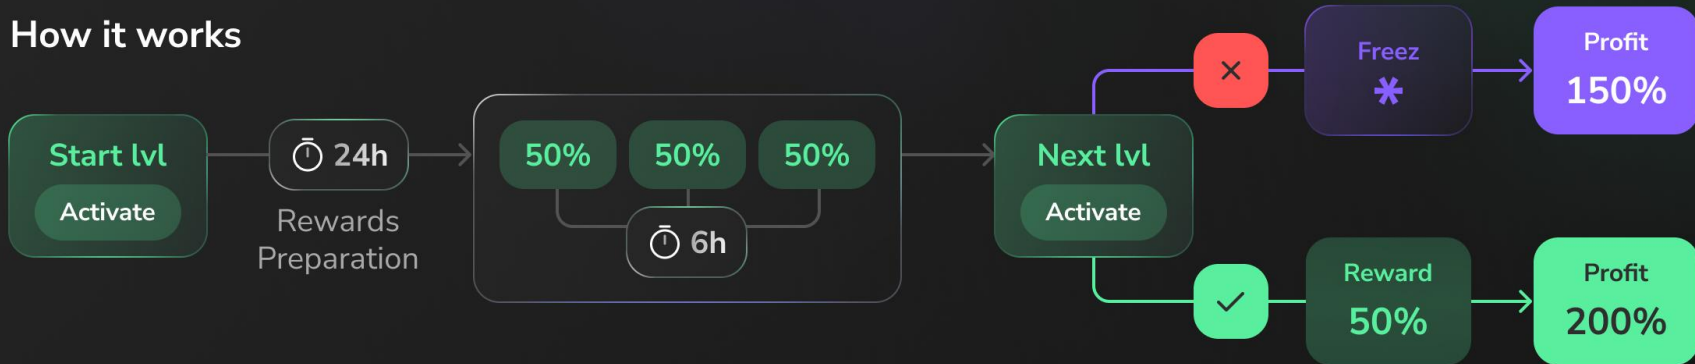 How it works
Start lvl
Activate
24h
Rewards
Preparation
50% 50% 50%
6h
Next lvl
Activate
Freez
Profit
150%
Reward
50%
Profit
200%